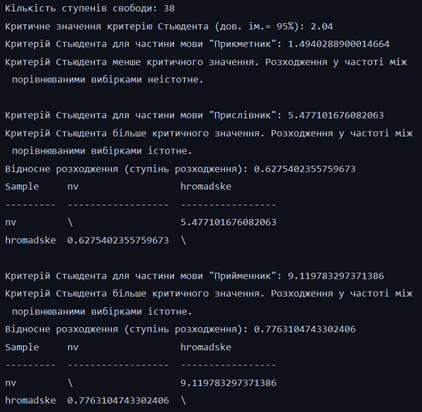 Кількість ступенів свободи: 38
Критичне значення критерію Стьюдента (дов. ім.= 95%): 2.04
Критерій Стьюдента для частини мови "Прикметник": 1.4940288900014664
Критерій Стьюдента менше критичного значення. Розходження у частоті між
порівнюваними вибірками неістотне.
Критерій Стьюдента для частини мови "Прислівник": 5.477101676082063
Критерій Стьюдента більше критичного значення. Розходження у частоті між
порівнюваними вибірками істотне.
Відносне розходження (ступінь розходження): 0.6275402355759673
Sample    nv                  hromadske
---------  ------------------  -----------------
nv         \                   5.477101676082063
hromadske  0.6275402355759673  \
Критерій Стьюдента для частини мови "Прийменник": 9.119783297371386
Критерій Стьюдента більше критичного значення. Розходження у частоті між
порівнюваними вибірками істотне.
Відносне розходження (ступінь розходження): 0.7763104743302406
Sample    nv                  hromadske
---------  ------------------  -----------------
nv         \                   9.119783297371386
hromadske  0.7763104743302406  \